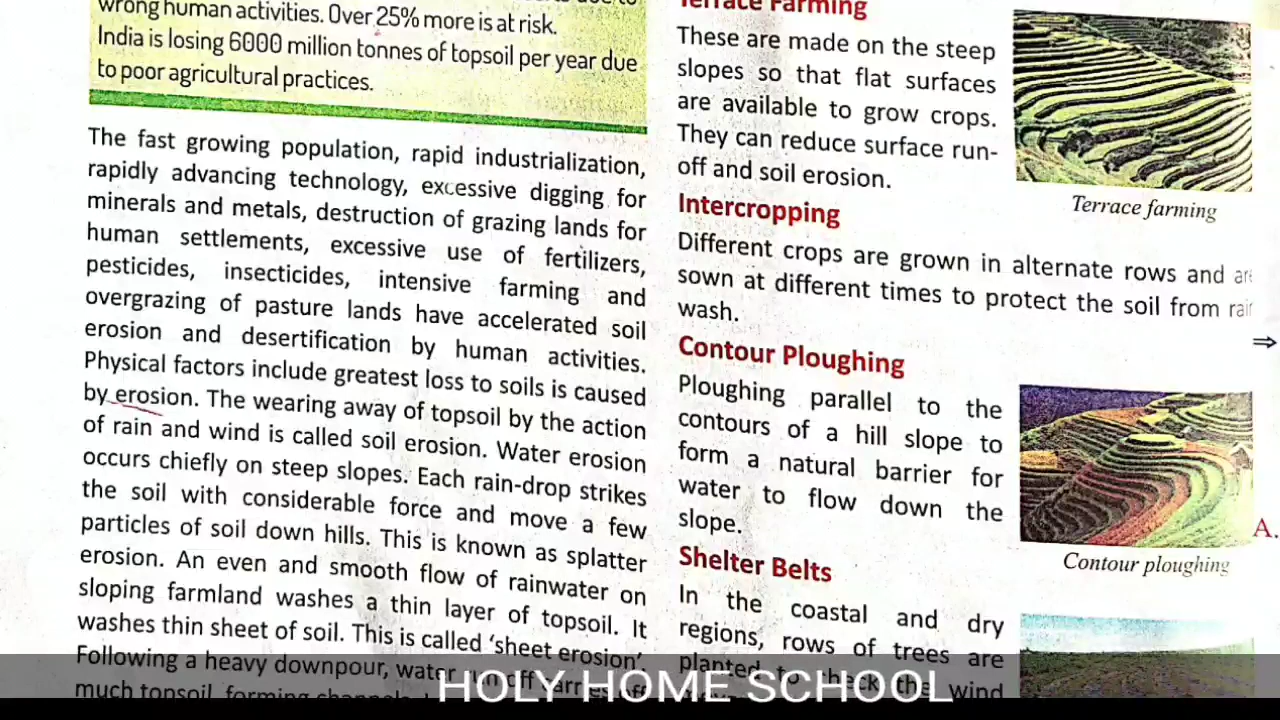 wrong human activities. Over 25% more is at risk.
India is losing 6000 million tonnes of topsoil per year due
to poor agricultural practices.
The fast growing population, rapid industrialization,
rapidly advancing technology, excessive digging for
minerals and metals, destruction of grazing lands for
human settlements, excessive use of fertilizers,
pesticides, insecticides, intensive farming and
overgrazing of pasture lands have accelerated soil
erosion and desertification by human activities.
Physical factors include greatest loss to soils is caused
by erosion. The wearing away of topsoil by the action
of rain and wind is called soil erosion. Water erosion
occurs chiefly on steep slopes. Each rain-drop strikes
the soil with considerable force and move a few
particles of soil down hills. This is known as splatter
erosion. An even and smooth flow of rainwater on
sloping farmland washes a thin layer of topsoil. It
washes thin sheet of soil. This is called 'sheet erosion'.
Following a heavy downpour, water run off carries off
much topsoil, forming channels
Terrace Farming
These are made on the steep
slopes so that flat surfaces
are available to grow crops.
They can reduce surface run-
off and soil erosion.
Terrace farming
Intercropping
Different crops are grown in alternate rows and
sown at different times to protect the soil from
wash.
⇒
Contour Ploughing
Ploughing parallel to the
contours of a hill slope to
form a natural barrier for
water to flow down the
slope.
Contour ploughing
A.
Shelter Belts
In the coastal and dry
regions, rows of trees are
planted to check the wind
HOLY HOME SCHOOL